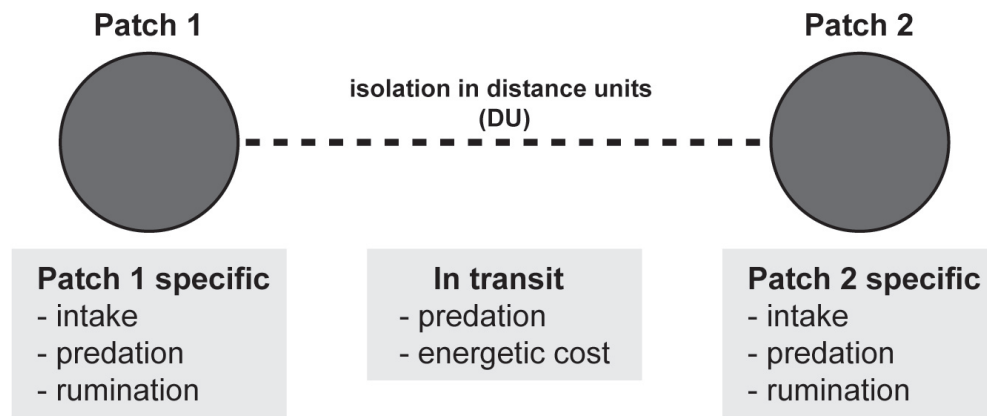 Patch 1
Patch 2
isolation in distance units
(DU)
Patch 1 specific
- intake
- predation
- rumination
In transit
- predation
- energetic cost
Patch 2 specific
- intake
- predation
- rumination